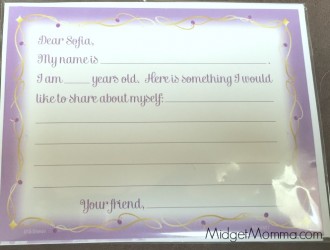 Dear Sofia,
My name is
I am ____ years old. Here is something I would
like to share about myself:
Your friend,
MidgetMomma.com